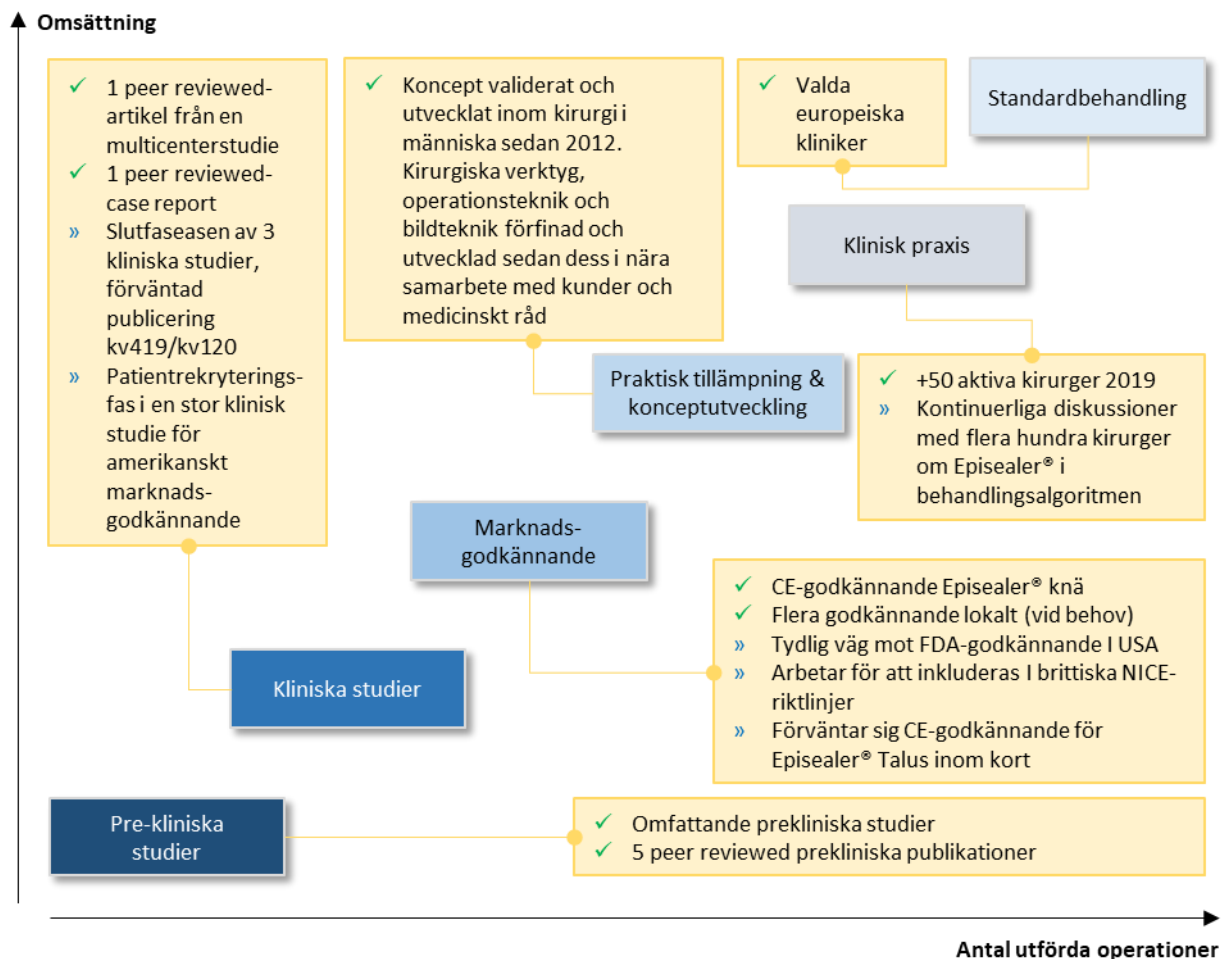 Omsättning
✓ 1 peer reviewed-
artikel från en
multicenterstudie
✓ 1 peer reviewed-
case report
» Slutfaseasen av 3
kliniska studier,
förväntad
publicering
kv419/kv120
» Patientrekryterings-
fas i en stor klinisk
studie för
amerikanskt
marknads-
godkännande
✓ Koncept validerat och
utvecklat inom kirurgi i
människa sedan 2012.
Kirurgiska verktyg,
operationsteknik och
bildteknik förfinad och
utvecklad sedan dess i nära
samarbete med kunder och
medicinskt råd
✓ Valda
europeiska
kliniker
Standardbehandling
Klinisk praxis
Praktisk tillämpning &
konceptutveckling
✓ +50 aktiva kirurger 2019
» Kontinuerliga diskussioner
med flera hundra kirurger
om Episealer® i
behandlingsalgoritmen
Marknads-
godkännande
✓ CE-godkännande Episealer® knä
✓ Flera godkännande lokalt (vid behov)
» Tydlig väg mot FDA-godkännande I USA
» Arbetar för att inkluderas I brittiska NICE-
riktlinjer
» Förväntar sig CE-godkännande för
Episealer® Talus inom kort
Kliniska studier
Pre-kliniska
studier
✓ Omfattande prekliniska studier
✓ 5 peer reviewed prekliniska publikationer
Antal utförda operationer